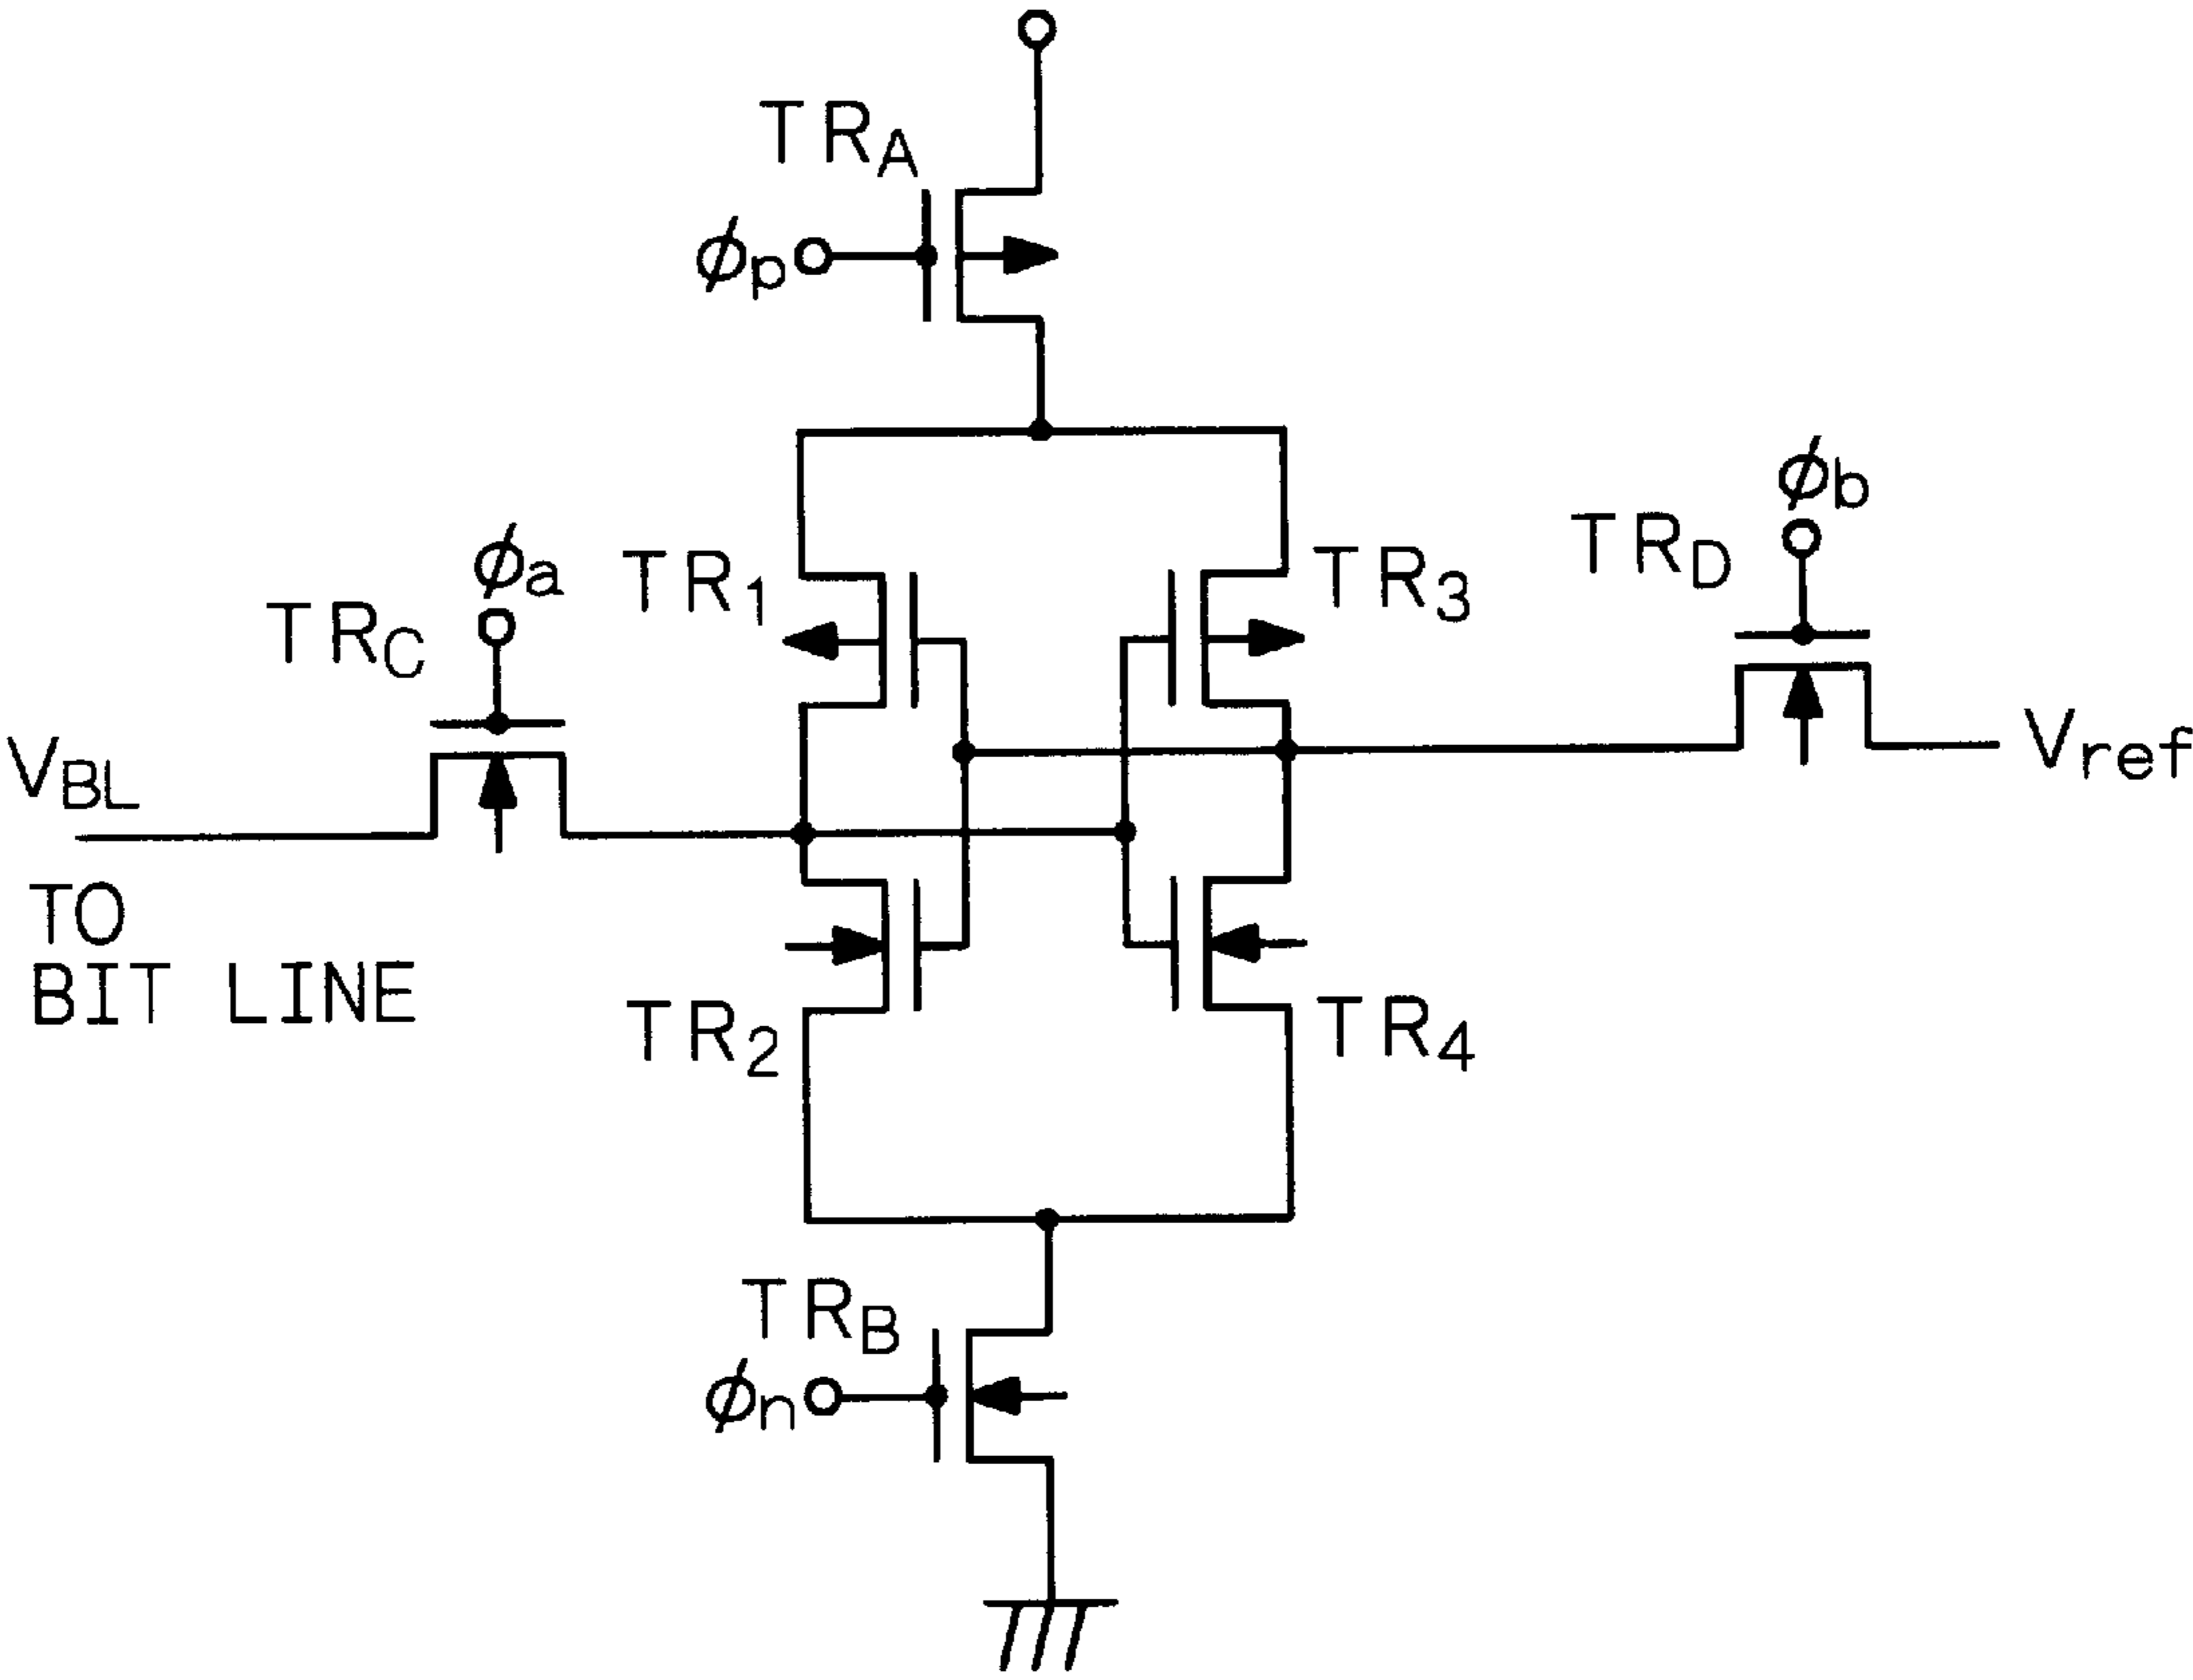 TRA
ϕp
ϕb
TRD
ϕa
TR1
TR3
TRC
VBL
Vref
TO
BIT LINE
TR2
TR4
TRB
ϕn